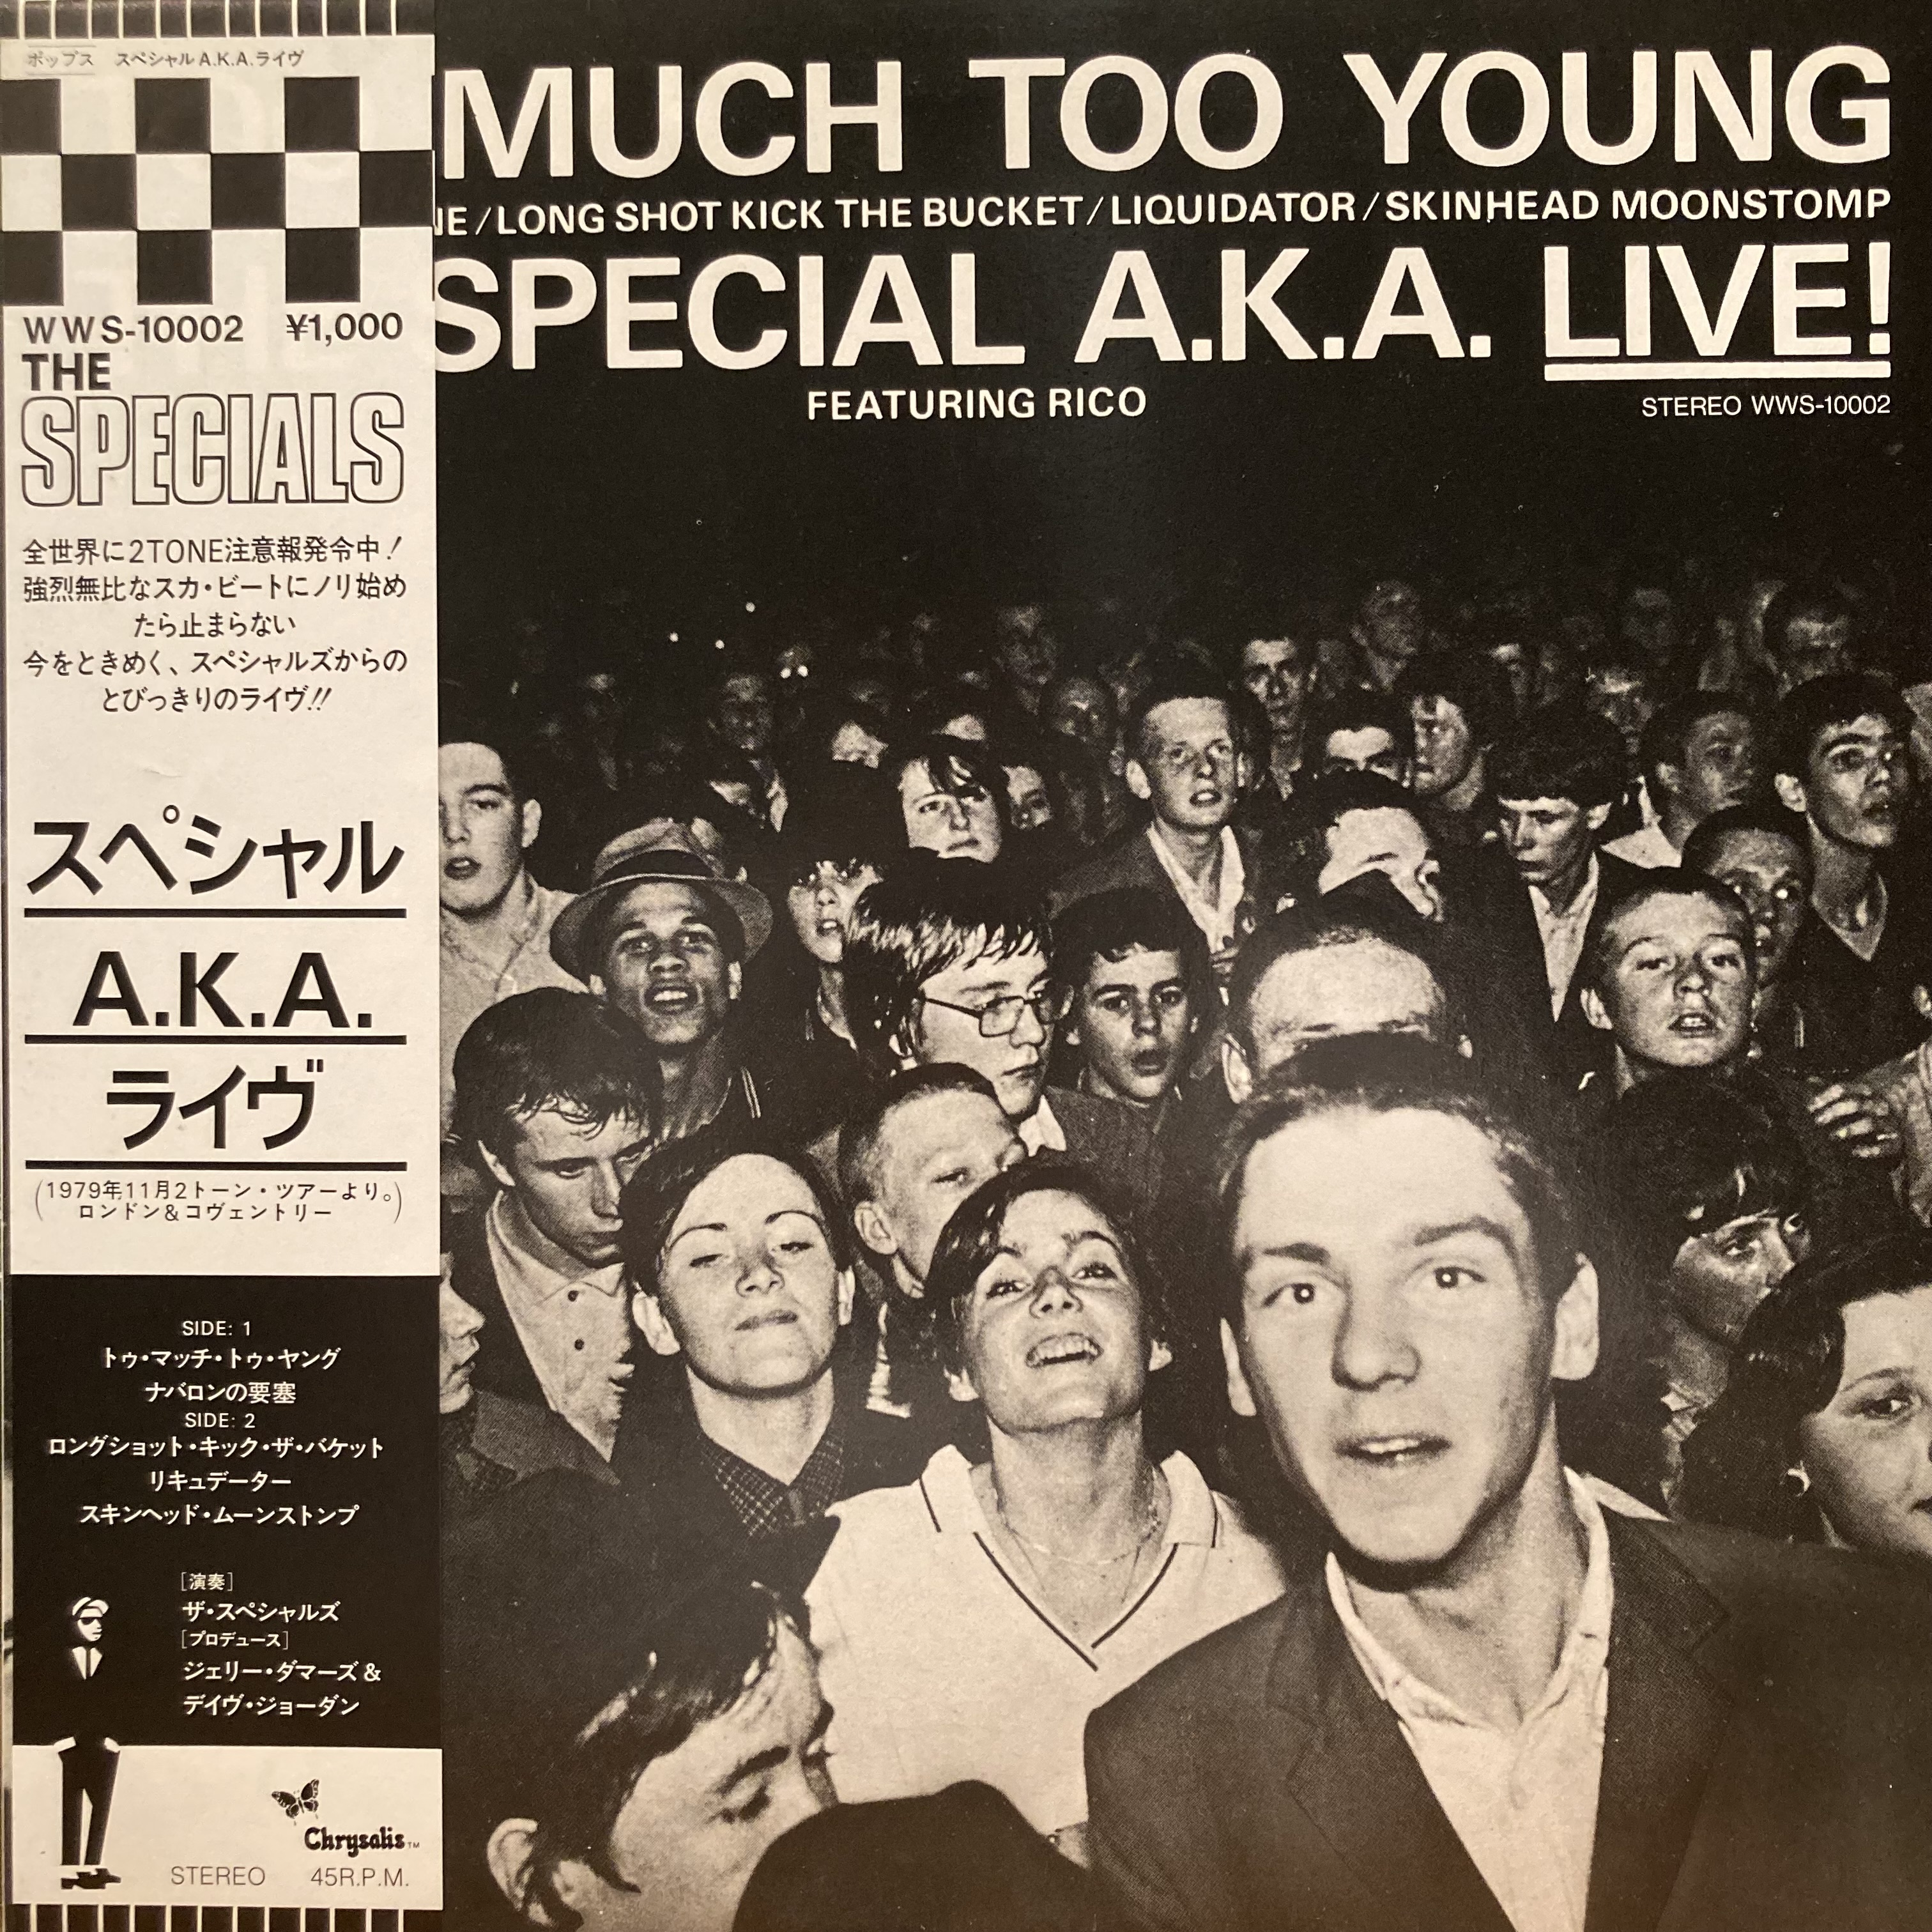 ポップス スペシャルA.K.A.ライヴ
WWS-10002 ¥1,000
THE
SPECIALS
全世界に2TONE注意報発令中!
強烈無比なスカ・ビートにノリ始め
たら止まらない
今をときめく、スペシャルズからの
とびっきりのライヴ!!
スペシャル
A.K.A.
ライヴ
(1979年11月2トーン・ツアーより。
ロンドン&コヴェントリー)
SIDE: 1
トゥ・マッチ・トゥ・ヤング
ナバロンの要塞
SIDE: 2
ロングショット・キック・ザ・バケット
リキュデーター
スキンヘッド・ムーンストンプ
[演奏]
ザ・スペシャルズ
[プロデュース]
ジェリー・ダマーズ&
デイヴ・ジョーダン
Chrysalis™
STEREO 45R.P.M.
MUCH TOO YOUNG
NE/LONG SHOT KICK THE BUCKET/LIQUIDATOR/SKINHEAD MOONSTOMP
SPECIAL A.K.A. LIVE!
FEATURING RICO
STEREO WWS-10002